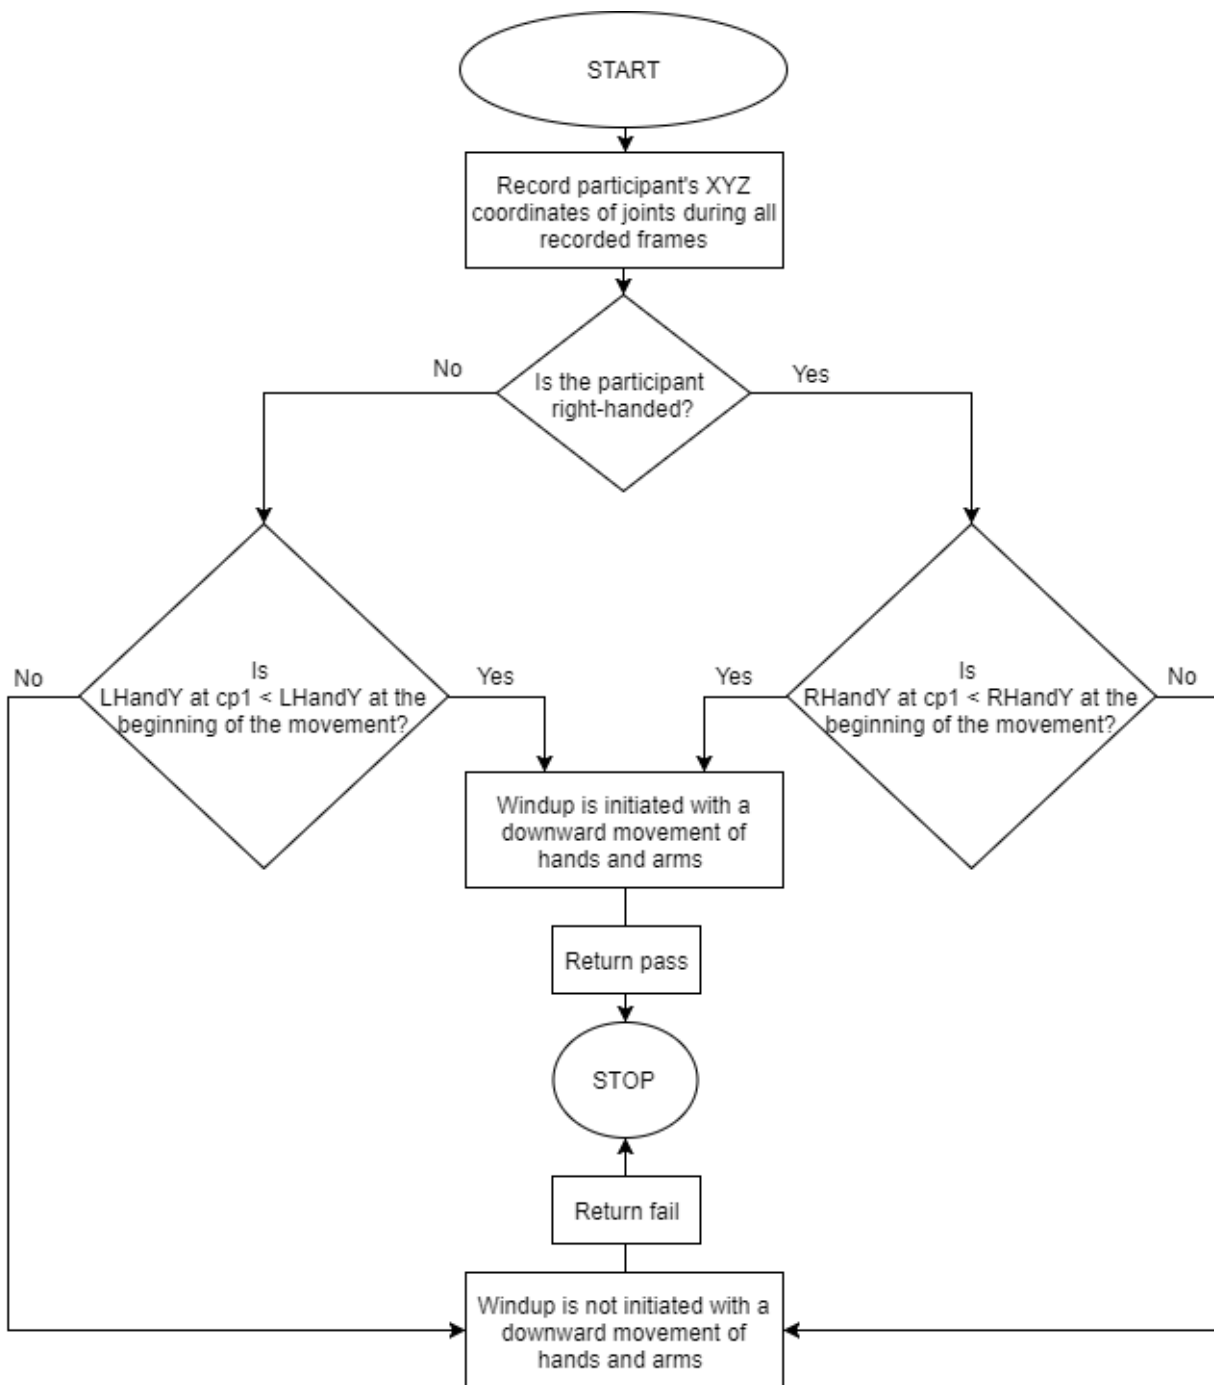 START
Record participant's XYZ
coordinates of joints during all
recorded frames
No
Yes
Is the participant
right-handed?
No
Is
LHandY at cp1 < LHandY at the
beginning of the movement?
Yes
Yes
Is
RHandY at cp1 < RHandY at the
beginning of the movement?
No
Windup is initiated with a
downward movement of
hands and arms
Return pass
STOP
Return fail
Windup is not initiated with a
downward movement of
hands and arms